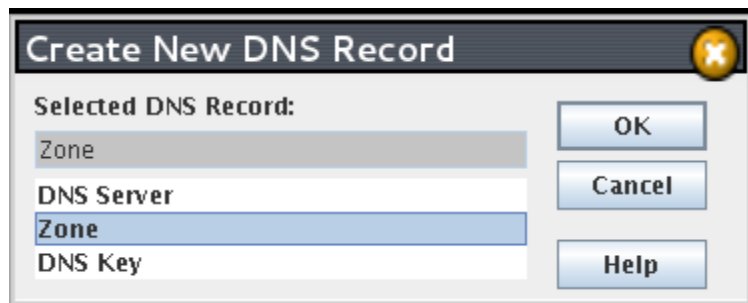 Create New DNS Record
Selected DNS Record:
Zone
DNS Server
Zone
DNS Key
OK
Cancel
Help